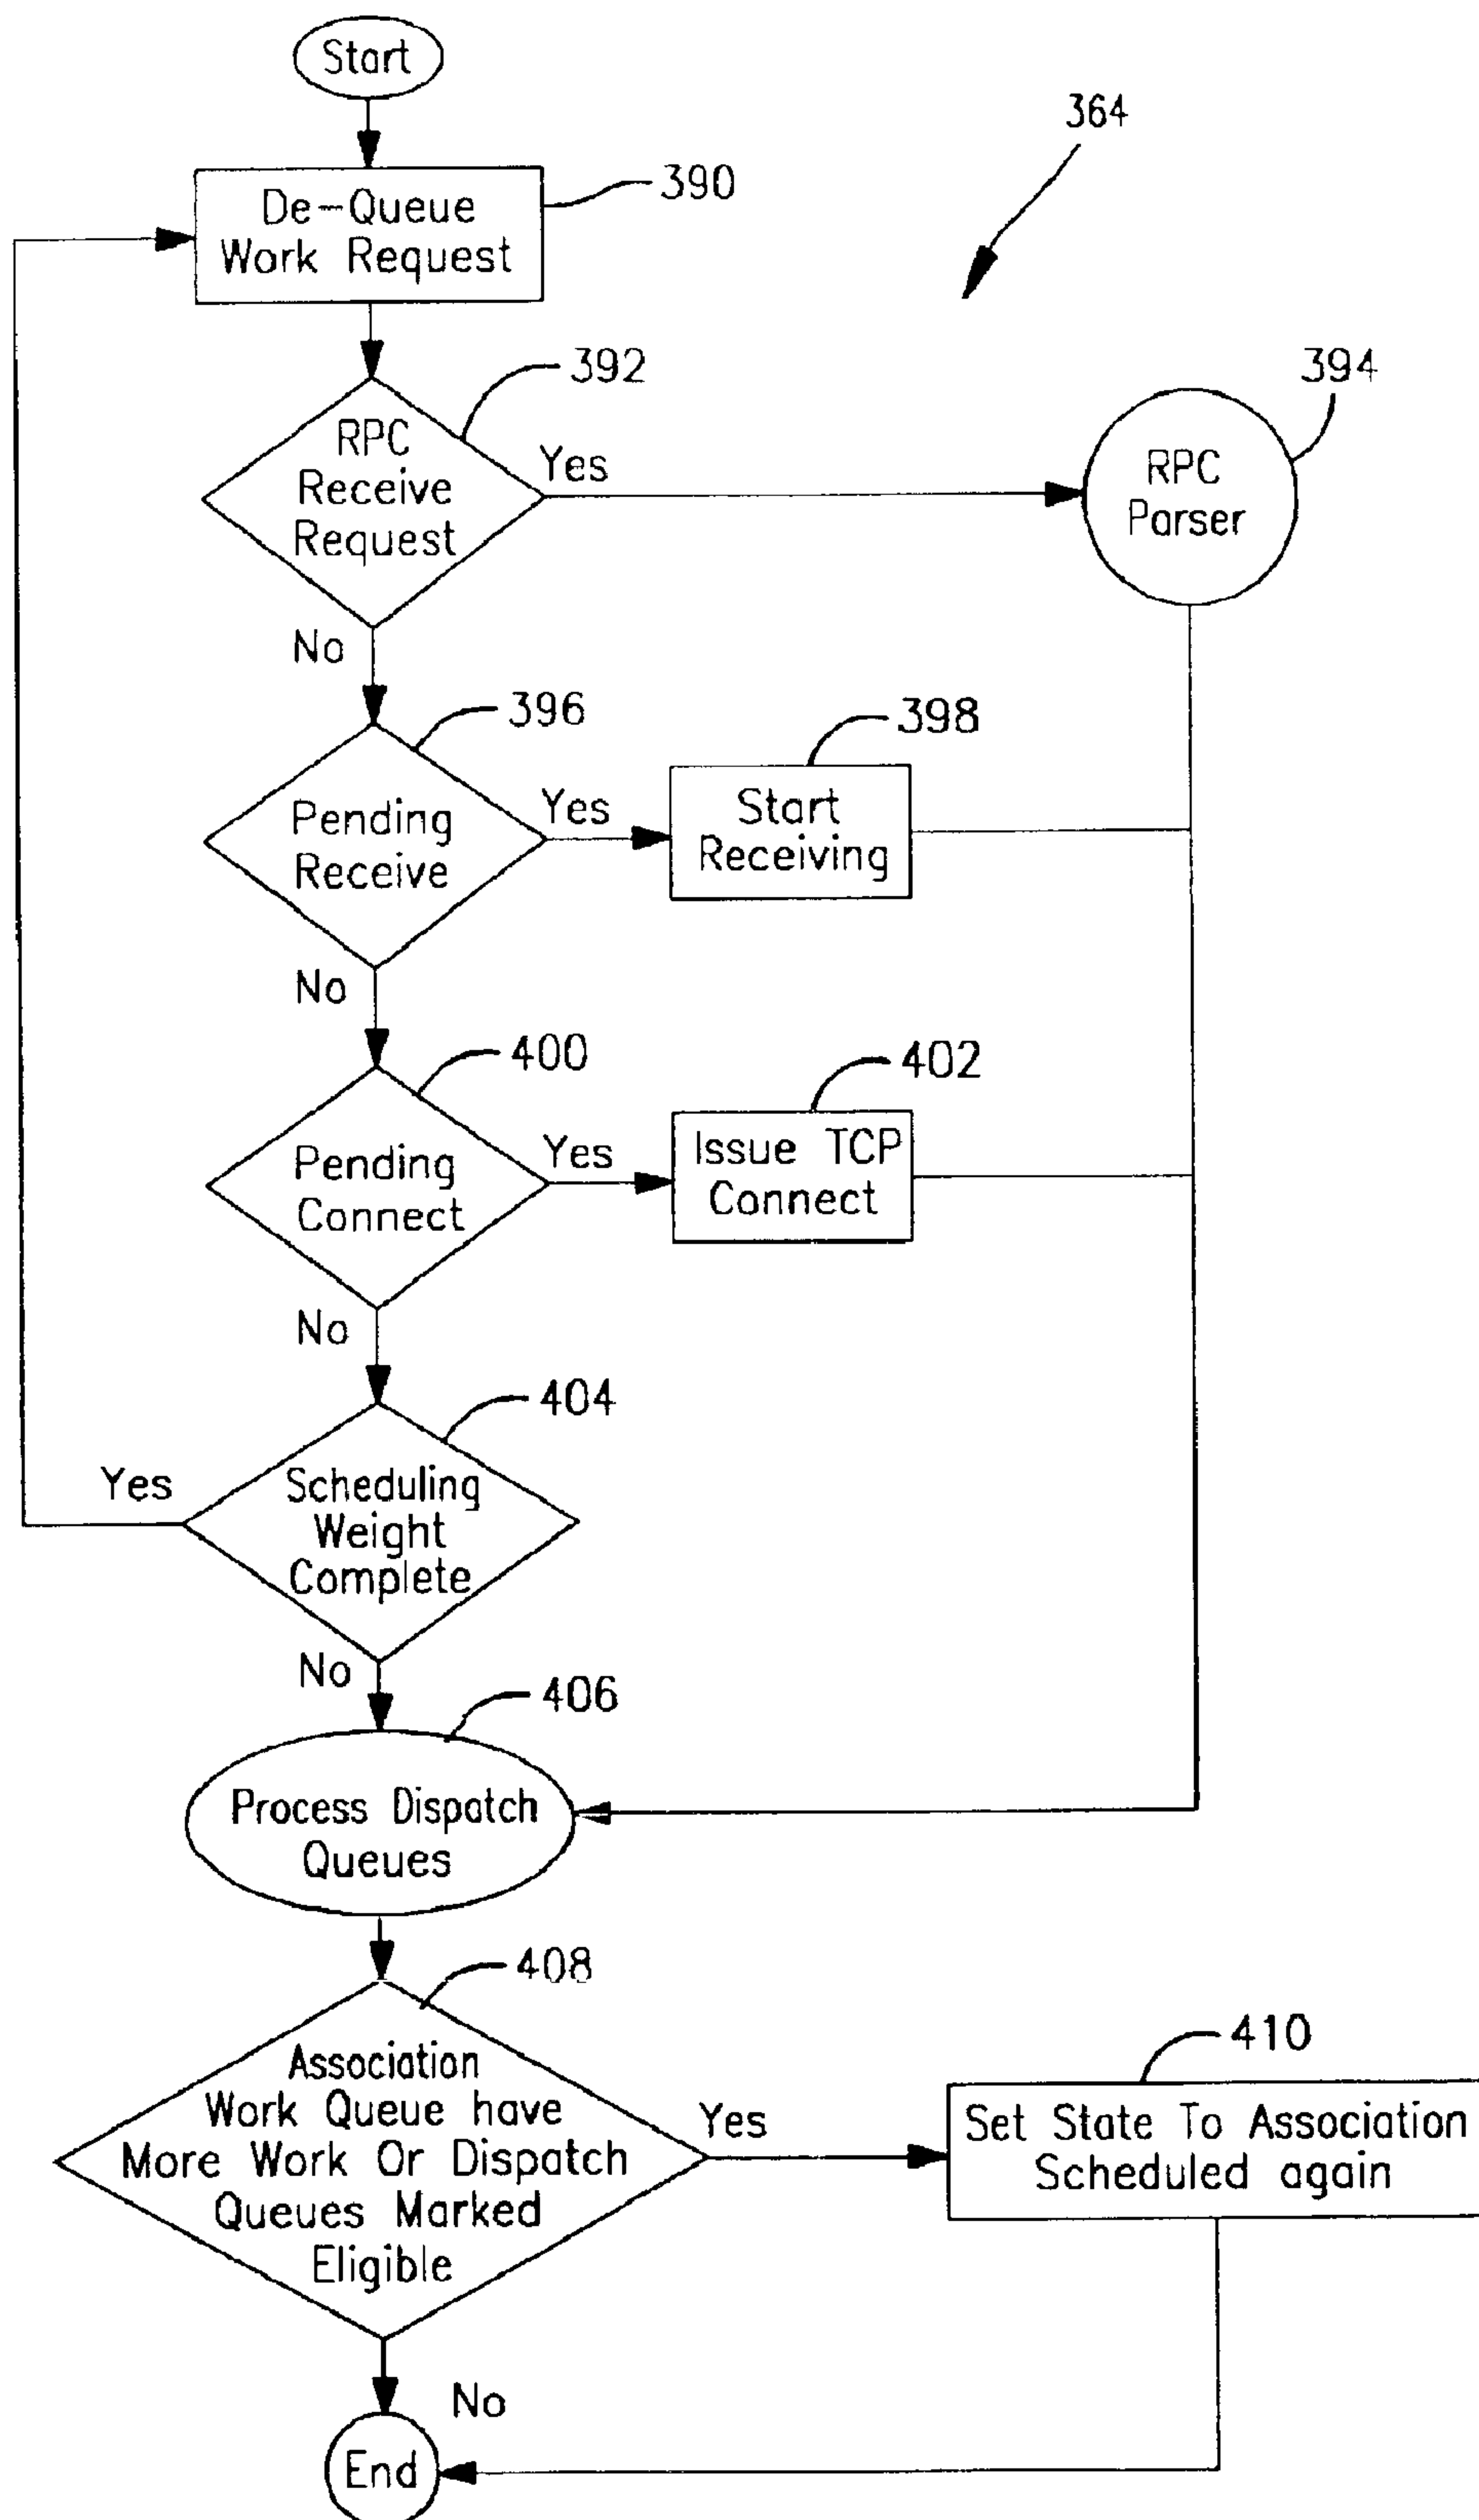 Start
364
De-Queue
Work Request
390
392
394
RPC
Receive
Request
Yes
RPC
Parser
No
396
398
Pending
Receive
Yes
Start
Receiving
No
400
402
Pending
Connect
Yes
Issue TCP
Connect
No
404
Yes
Scheduling
Weight
Complete
No
406
Process Dispatch
Queues
408
410
Association
Work Queue have
More Work Or Dispatch
Queues Marked
Eligible
Yes
Set State To Association
Scheduled again
No
End